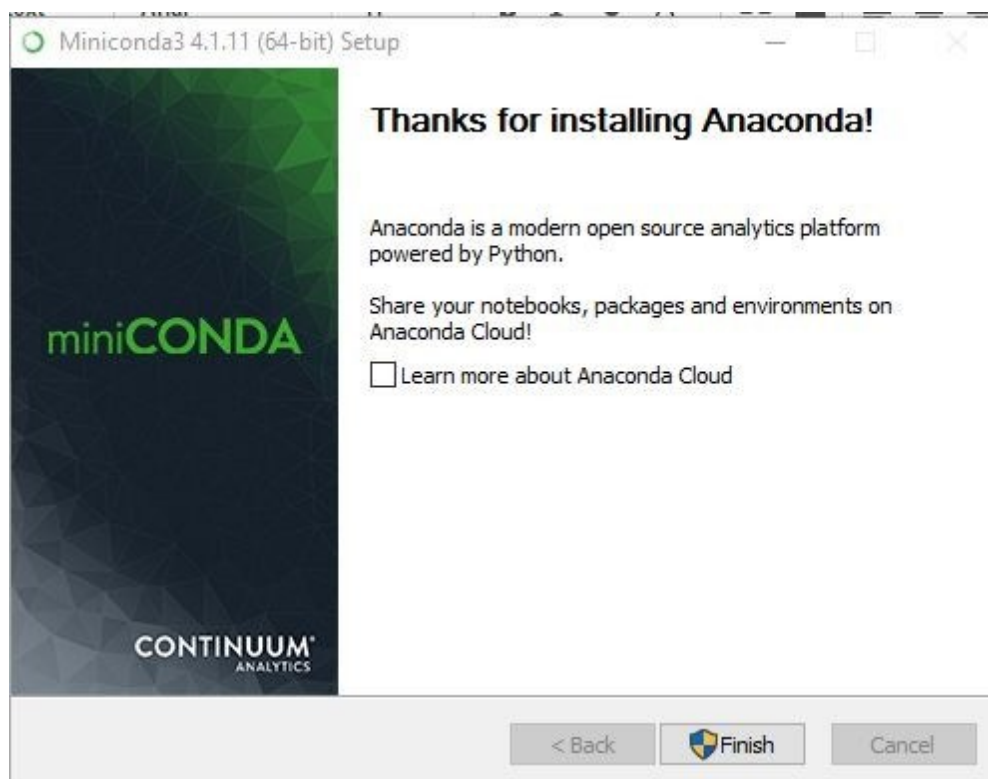 Miniconda3 4.1.11 (64-bit) Setup
Thanks for installing Anaconda!
Anaconda is a modern open source analytics platform
powered by Python.
Share your notebooks, packages and environments on
Anaconda Cloud!
Learn more about Anaconda Cloud
miniCONDA
CONTINUUM
ANALYTICS
< Back
Finish
Cancel